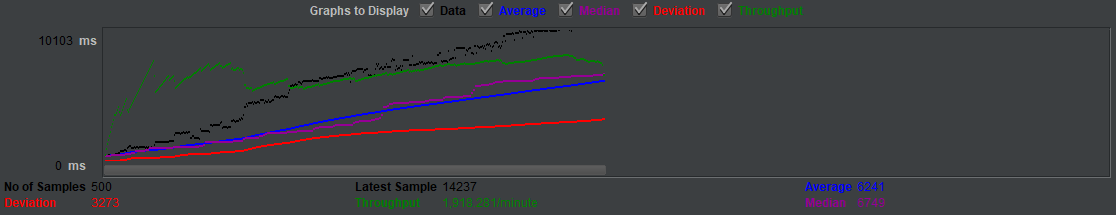 Graphs to Display Data Average Median Deviation Throughput
10103 ms
0 ms
No of Samples 500 Latest Sample 14237 Average 6241
Deviation 3273 Throughput 1,918.281/minute Median 6740